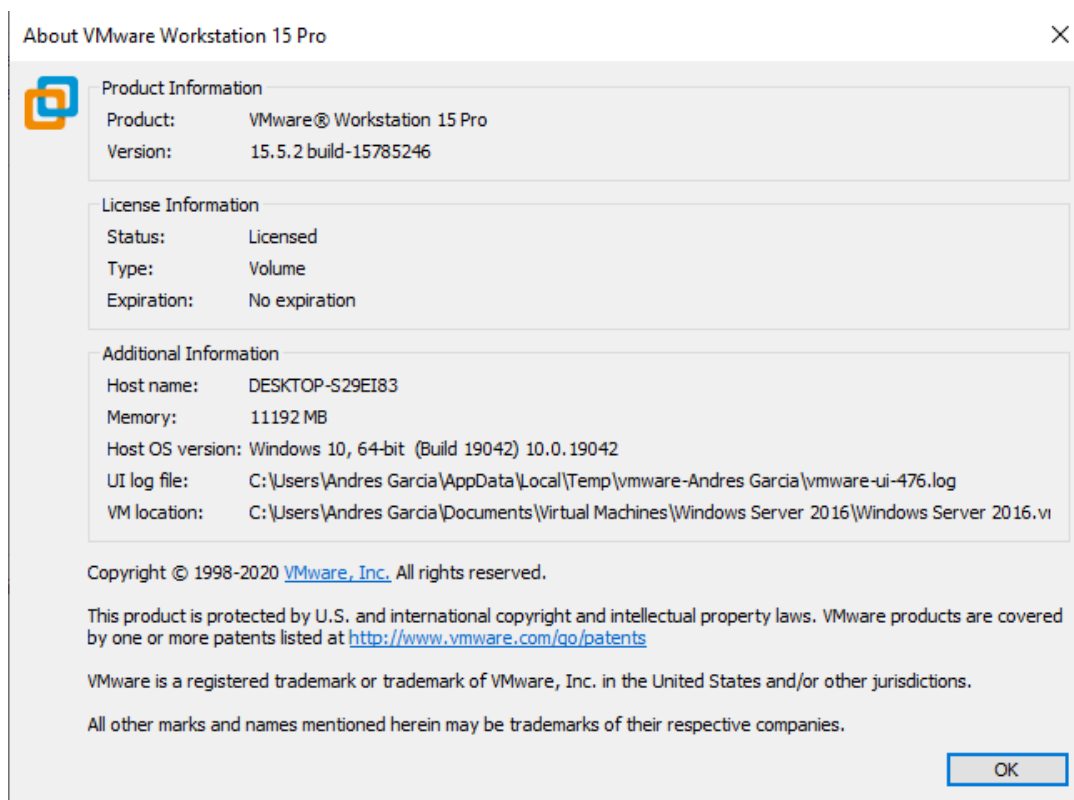 About VMware Workstation 15 Pro
Product Information
Product: VMware® Workstation 15 Pro
Version: 15.5.2 build-15785246
License Information
Status: Licensed
Type: Volume
Expiration: No expiration
Additional Information
Host name: DESKTOP-S29EI83
Memory: 11192 MB
Host OS version: Windows 10, 64-bit (Build 19042) 10.0.19042
UI log file: C:\Users\Andres Garcia\AppData\Local\Temp\vmware-Andres Garcia\vmware-ui-476.log
VM location: C:\Users\Andres Garcia\Documents\Virtual Machines\Windows Server 2016\Windows Server 2016.vı
Copyright © 1998-2020 VMware, Inc. All rights reserved.
This product is protected by U.S. and international copyright and intellectual property laws. VMware products are covered
by one or more patents listed at http://www.vmware.com/go/patents
VMware is a registered trademark or trademark of VMware, Inc. in the United States and/or other jurisdictions.
All other marks and names mentioned herein may be trademarks of their respective companies.
OK